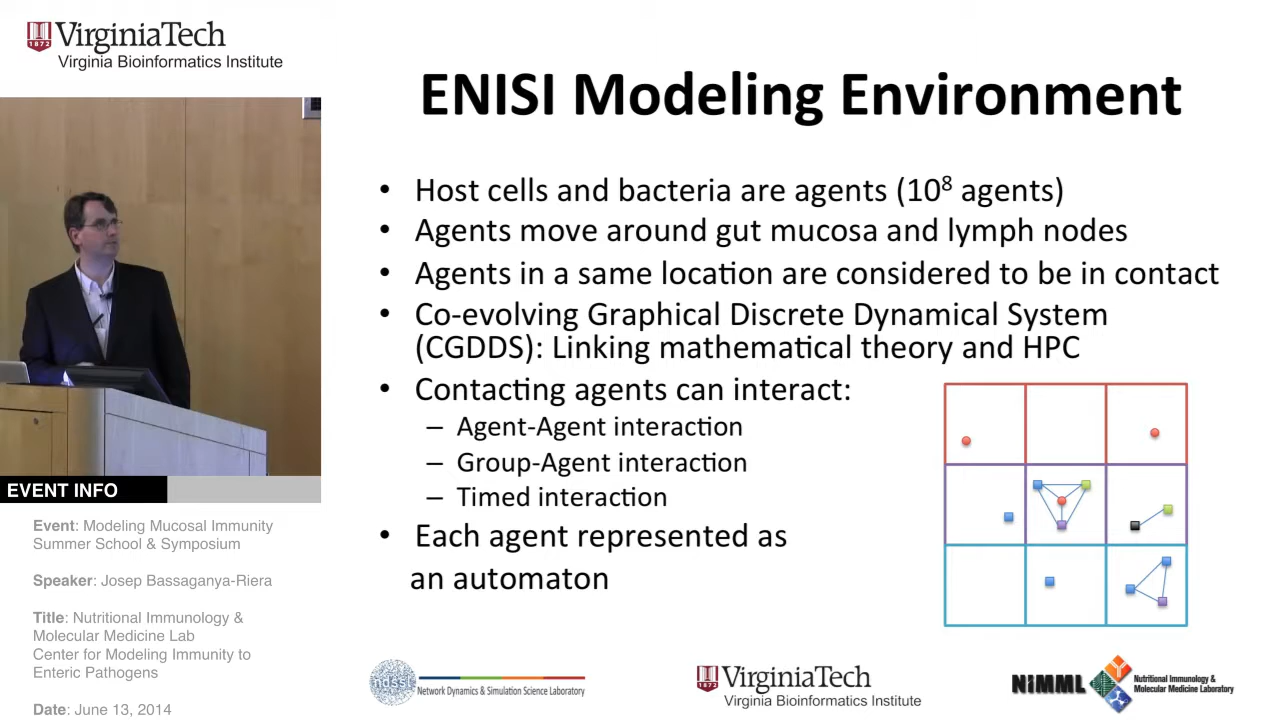 VirginiaTech
1872
Virginia Bioinformatics Institute
ENISI Modeling Environment
• Host cells and bacteria are agents (10⁸ agents)
• Agents move around gut mucosa and lymph nodes
• Agents in a same location are considered to be in contact
• Co-evolving Graphical Discrete Dynamical System
(CGDDS): Linking mathematical theory and HPC
• Contacting agents can interact:
– Agent-Agent interaction
– Group-Agent interaction
– Timed interaction
• Each agent represented as
an automaton
EVENT INFO
Event: Modeling Mucosal Immunity
Summer School & Symposium
Speaker: Josep Bassaganya-Riera
Title: Nutritional Immunology &
Molecular Medicine Lab
Center for Modeling Immunity to
Enteric Pathogens
Date: June 13, 2014
ndssl
Network Dynamics & Simulation Science Laboratory
VirginiaTech
1872
Virginia Bioinformatics Institute
NIMML
Nutritional Immunology &
Molecular Medicine Laboratory